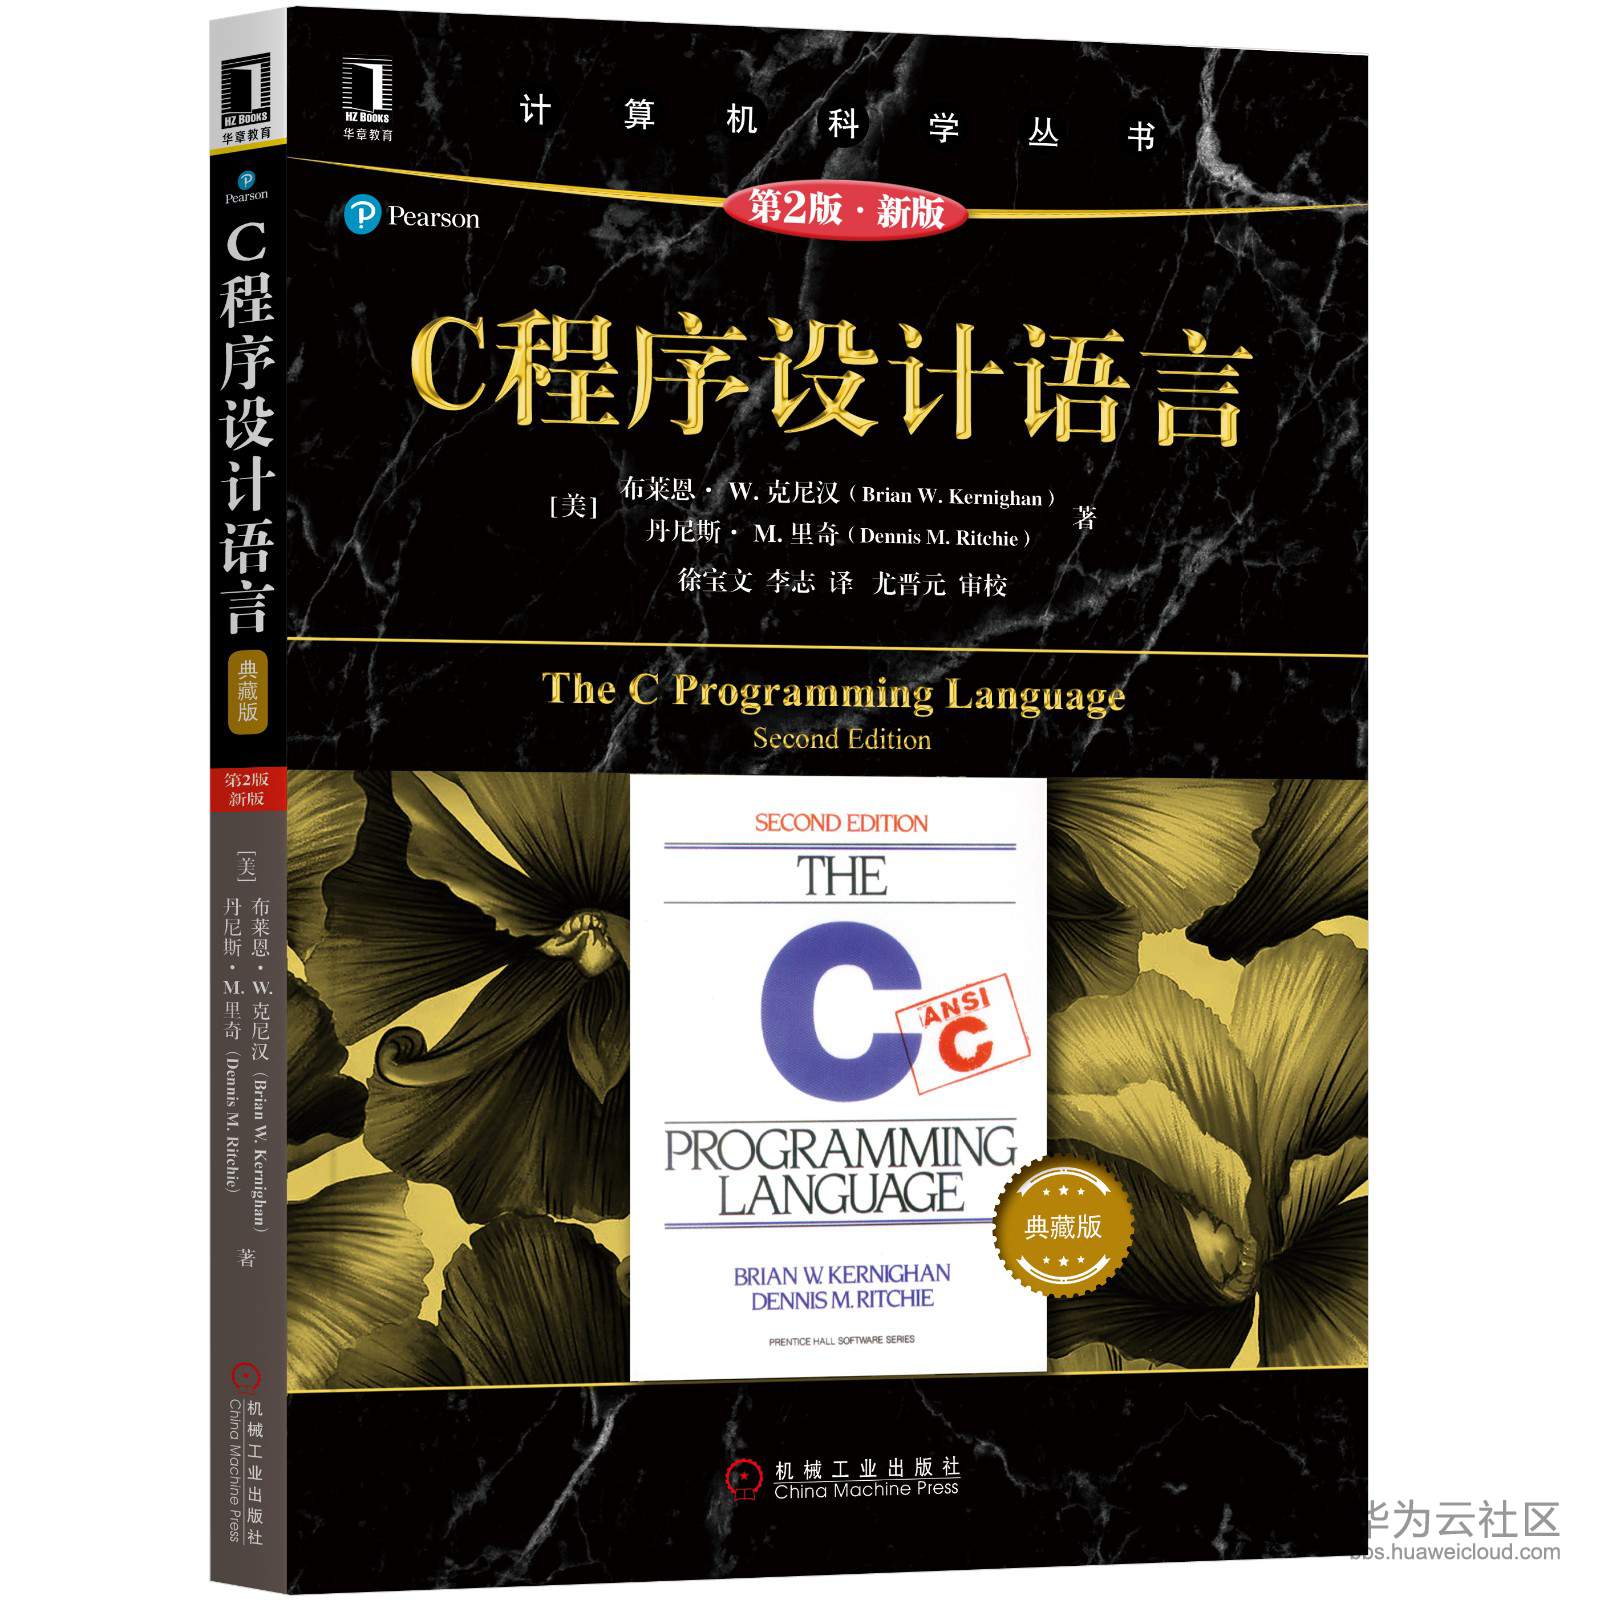 HZ BOOKS
华章教育
Pearson
C程序设计语言
典藏版
第2版
新版
[美]
布莱恩·W.克尼汉（Brian W. Kernighan）
丹尼斯·M.里奇（Dennis M. Ritchie）
著
机械工业出版社
China Machine Press
HZ BOOKS
华章教育
计算机科学丛书
第2版·新版
Pearson
C程序设计语言
[美] 布莱恩·W.克尼汉（Brian W. Kernighan）
丹尼斯·M.里奇（Dennis M. Ritchie） 著
徐宝文 李志 译 尤晋元 审校
The C Programming Language
Second Edition
SECOND EDITION
THE
C
ANSI
C
PROGRAMMING
LANGUAGE
典藏版
BRIAN W. KERNIGHAN
DENNIS M. RITCHIE
PRENTICE HALL SOFTWARE SERIES
机械工业出版社
China Machine Press
华为云社区
bbs.huaweicloud.com